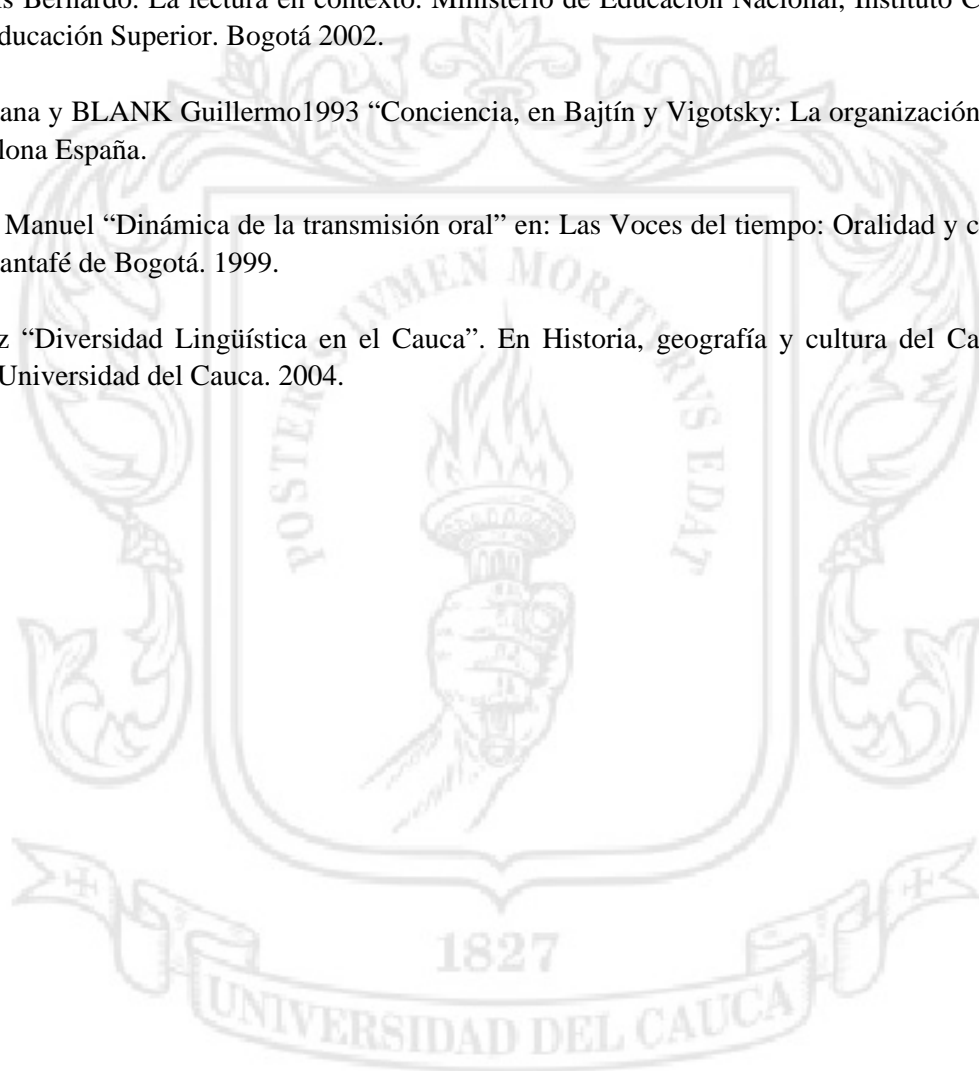 is Bernardo. La lectura en contexto. Ministerio de Educación Nacional, Instituto C
ducación Superior. Bogotá 2002.
ana y BLANK Guillermo1993 “Conciencia, en Bajtín y Vigotsky: La organización
lona España.
Manuel “Dinámica de la transmisión oral” en: Las Voces del tiempo: Oralidad y c
antafé de Bogotá. 1999.
z “Diversidad Lingüística en el Cauca”. En Historia, geografía y cultura del Ca
Universidad del Cauca. 2004.
POSTERIS LVMEN MORITVRVS EDAT
1827
UNIVERSIDAD DEL CAUCA